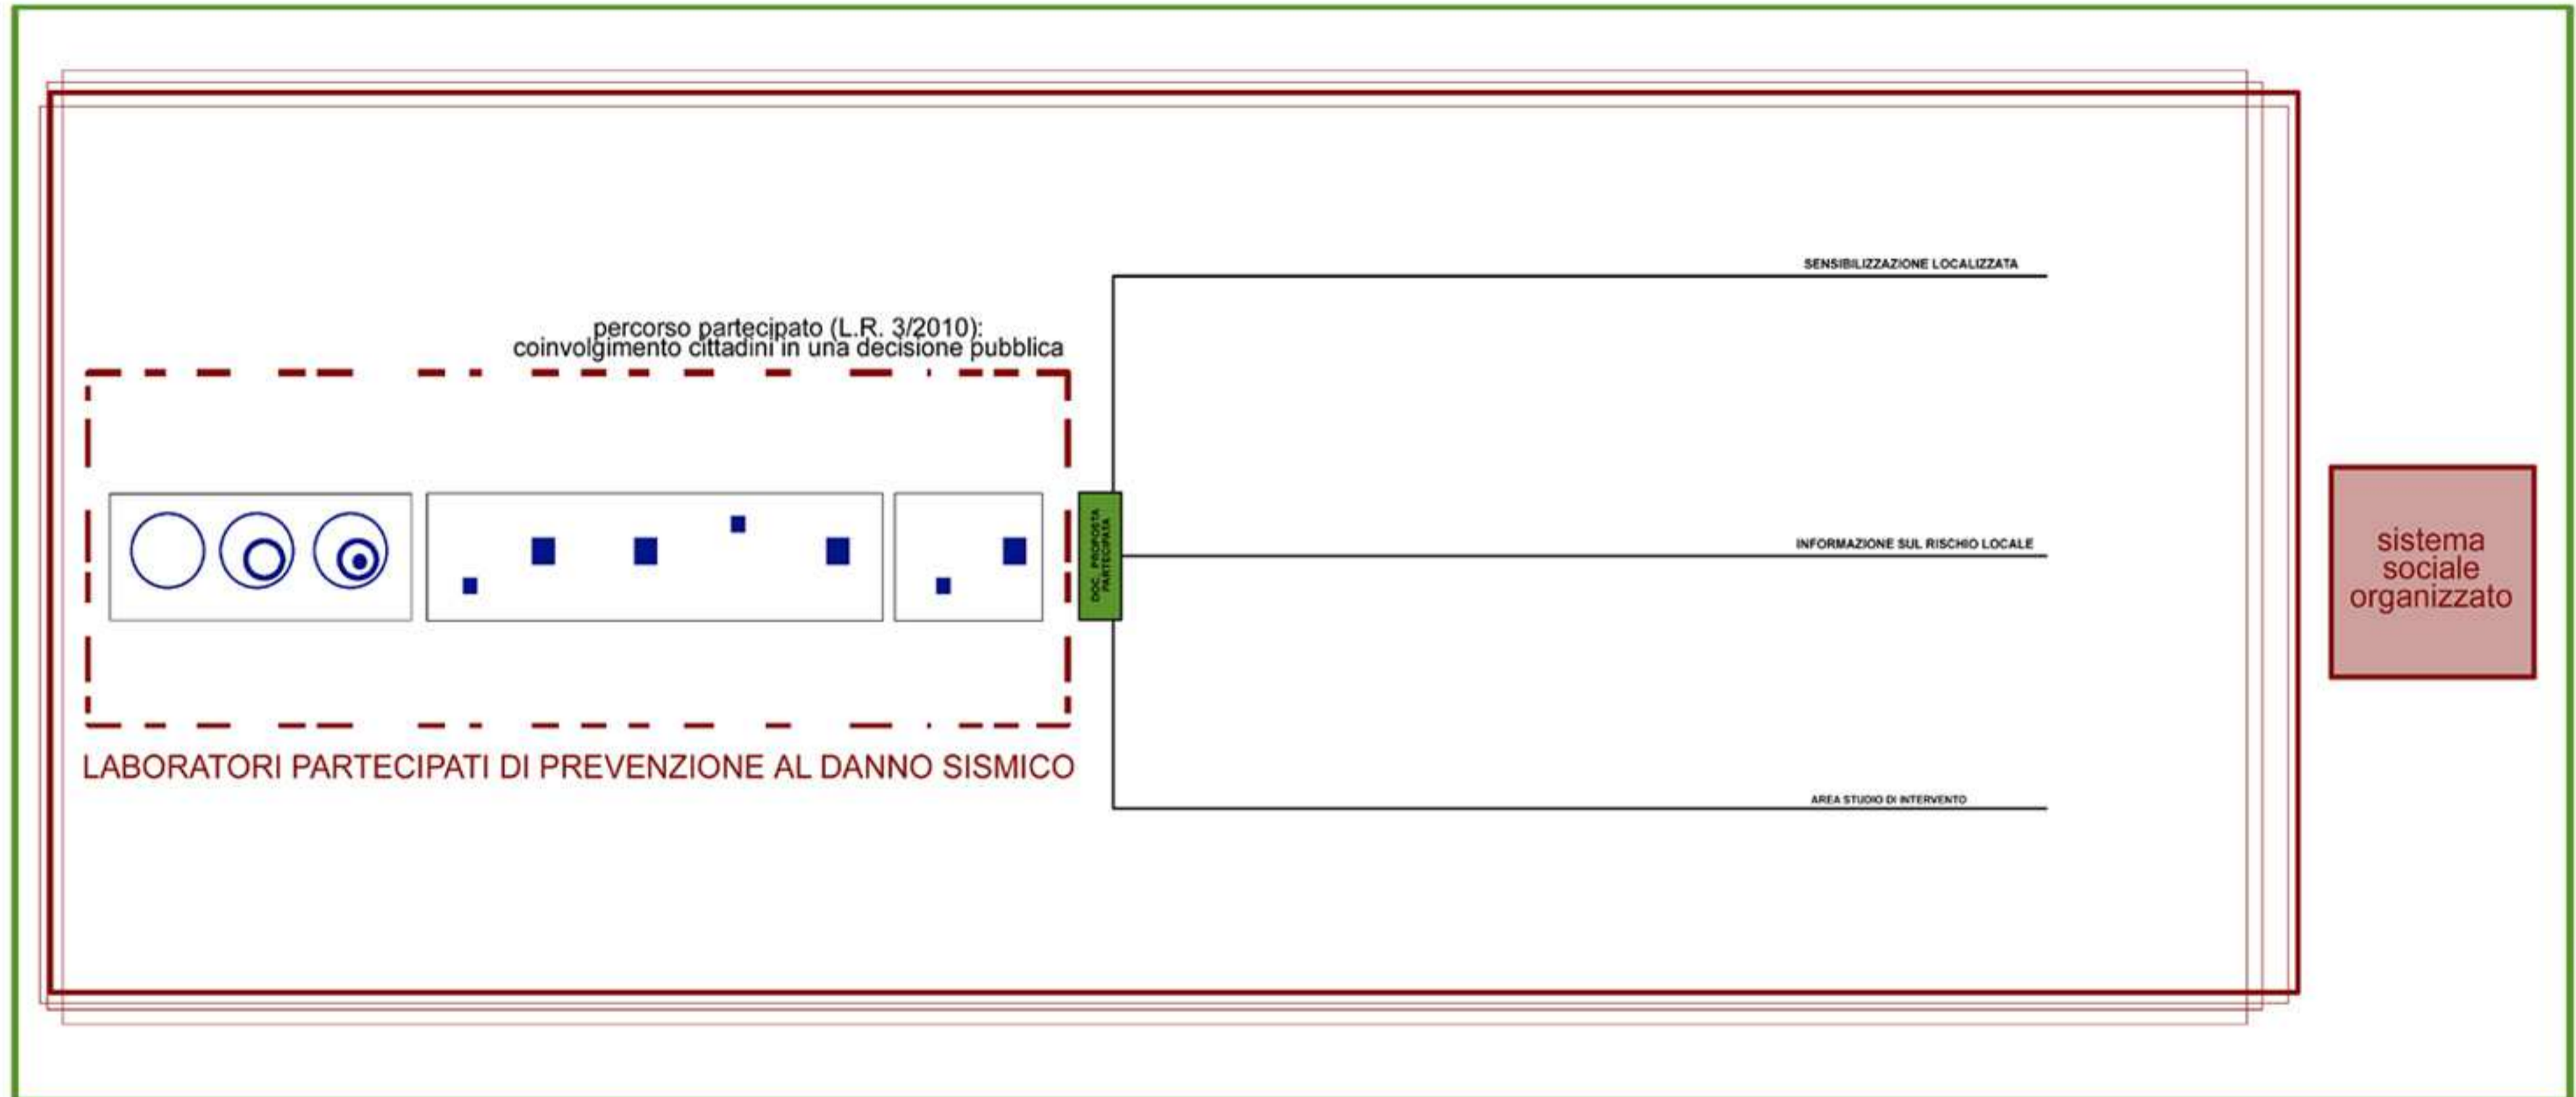 SENSIBILIZZAZIONE LOCALIZZATA
percorso partecipato (L.R. 3/2010):
coinvolgimento cittadini in una decisione pubblica
DOC. PROPOSTA
PARTECIPATA
INFORMAZIONE SUL RISCHIO LOCALE
sistema
sociale
organizzato
LABORATORI PARTECIPATI DI PREVENZIONE AL DANNO SISMICO
AREA STUDIO DI INTERVENTO